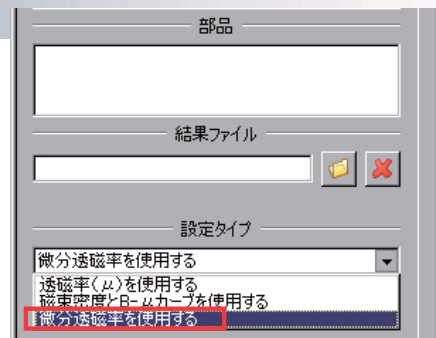 部品
結果ファイル
設定タイプ
微分透磁率を使用する
透磁率(μ)を使用する
磁束密度とB-μカーブを使用する
微分透磁率を使用する